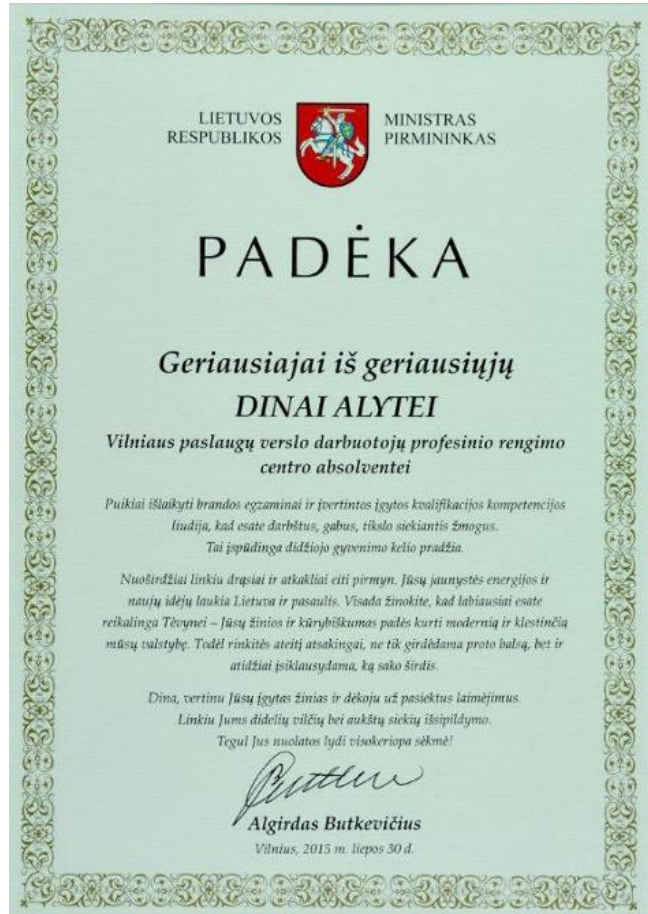 LIETUVOS RESPUBLIKOS
MINISTRAS PIRMININKAS
PADĖKA
Geriausiajai iš geriausiųjų
DINAI ALYTEI
Vilniaus paslaugų verslo darbuotojų profesinio rengimo
centro absolventei
Puikiai išlaikyti brandos egzaminai ir įvertintos įgytos kvalifikacijos kompetencijos
liudija, kad esate darbštus, gabus, tikslo siekiantis žmogus.
Tai įspūdinga didžiojo gyvenimo kelio pradžia.
Nuoširdžiai linkiu drąsiai ir atkakliai eiti pirmyn. Jūsų jaunystės energijos ir
naujų idėjų laukia Lietuva ir pasaulis. Visada žinokite, kad labiausiai esate
reikalinga Tėvynei – Jūsų žinios ir kūrybiškumas padės kurti modernią ir klestinčią
mūsų valstybę. Todėl rinkitės ateitį atsakingai, ne tik girdėdama proto balsą, bet ir
atidžiai įsiklausydama, ką sako širdis.
Dina, vertinu Jūsų įgytas žinias ir dėkoju už pasiektus laimėjimus.
Linkiu Jums didelių vilčių bei aukštų siekių išsipildymo.
Tegul Jus nuolatos lydi visokeriopa sėkmė!
Algirdas Butkevičius
Vilnius, 2015 m. liepos 30 d.